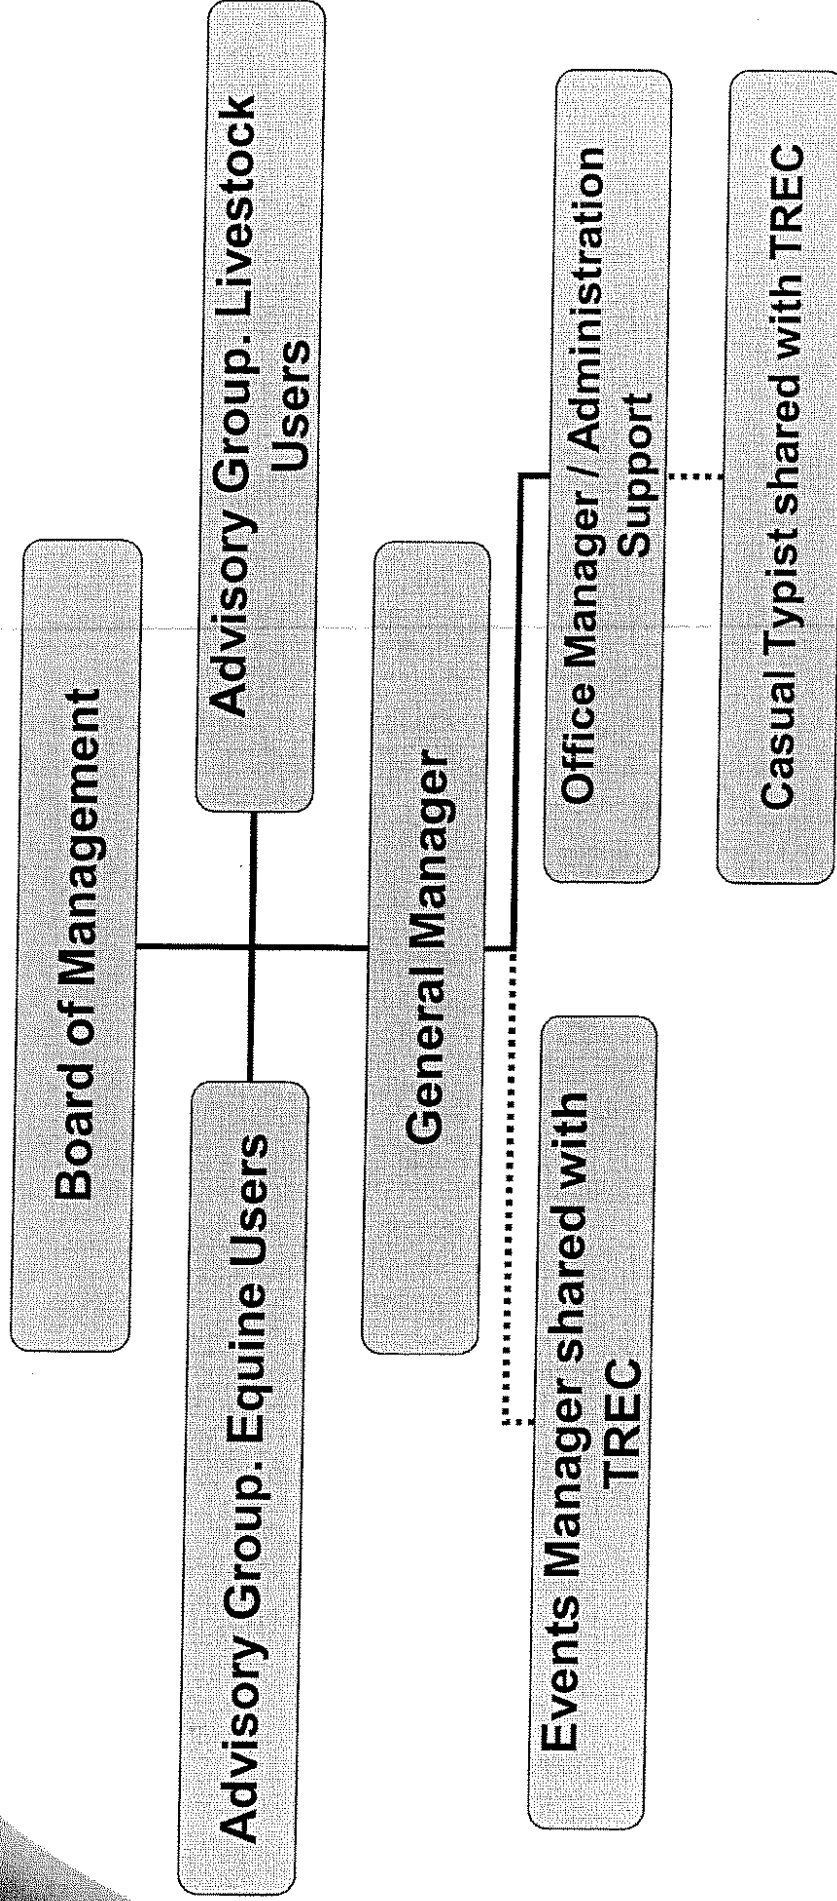 Board of Management
Advisory Group. Equine Users
Advisory Group. Livestock
Users
General Manager
Events Manager shared with
TREC
Office Manager / Administration
Support
Casual Typist shared with TREC